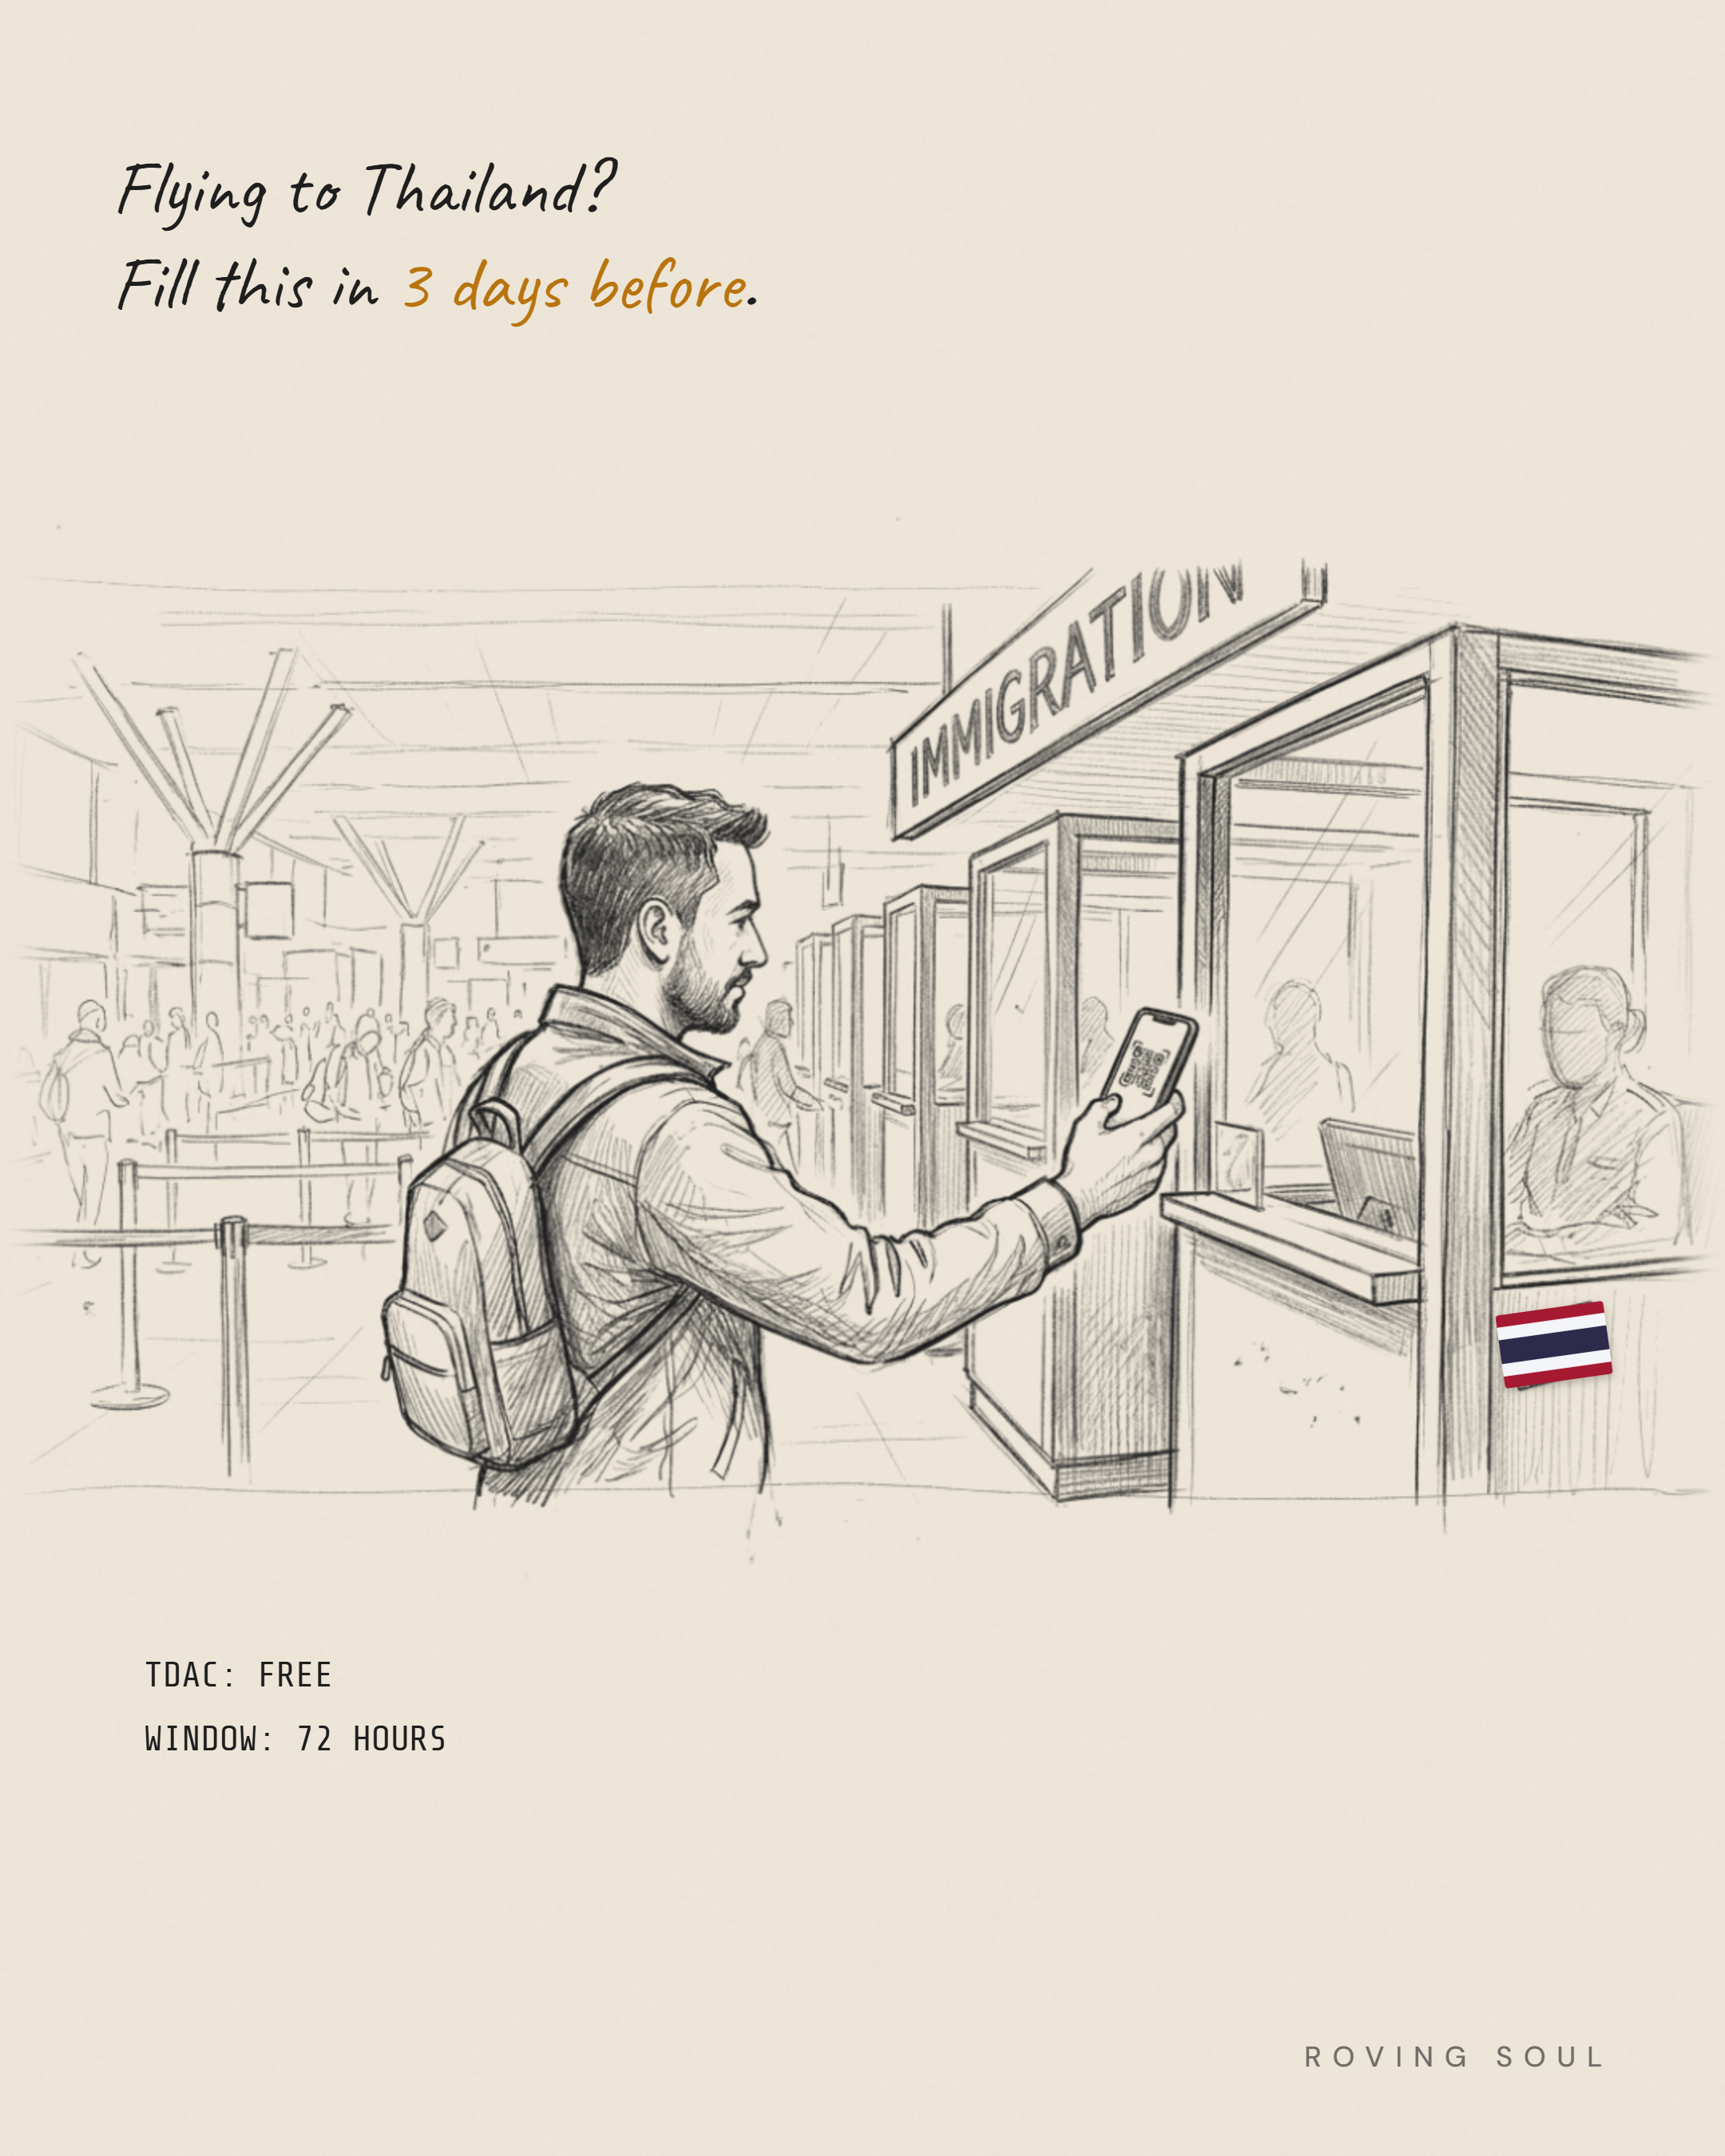 Flying to Thailand?
Fill this in 3 days before.
IMMIGRATION
TDAC: FREE
WINDOW: 72 HOURS
ROVING SOUL